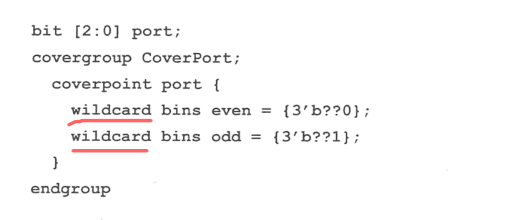 bit [2:0] port;
covergroup CoverPort;
coverpoint port {
wildcard bins even = {3'b??0};
wildcard bins odd = {3'b??1};
}
endgroup